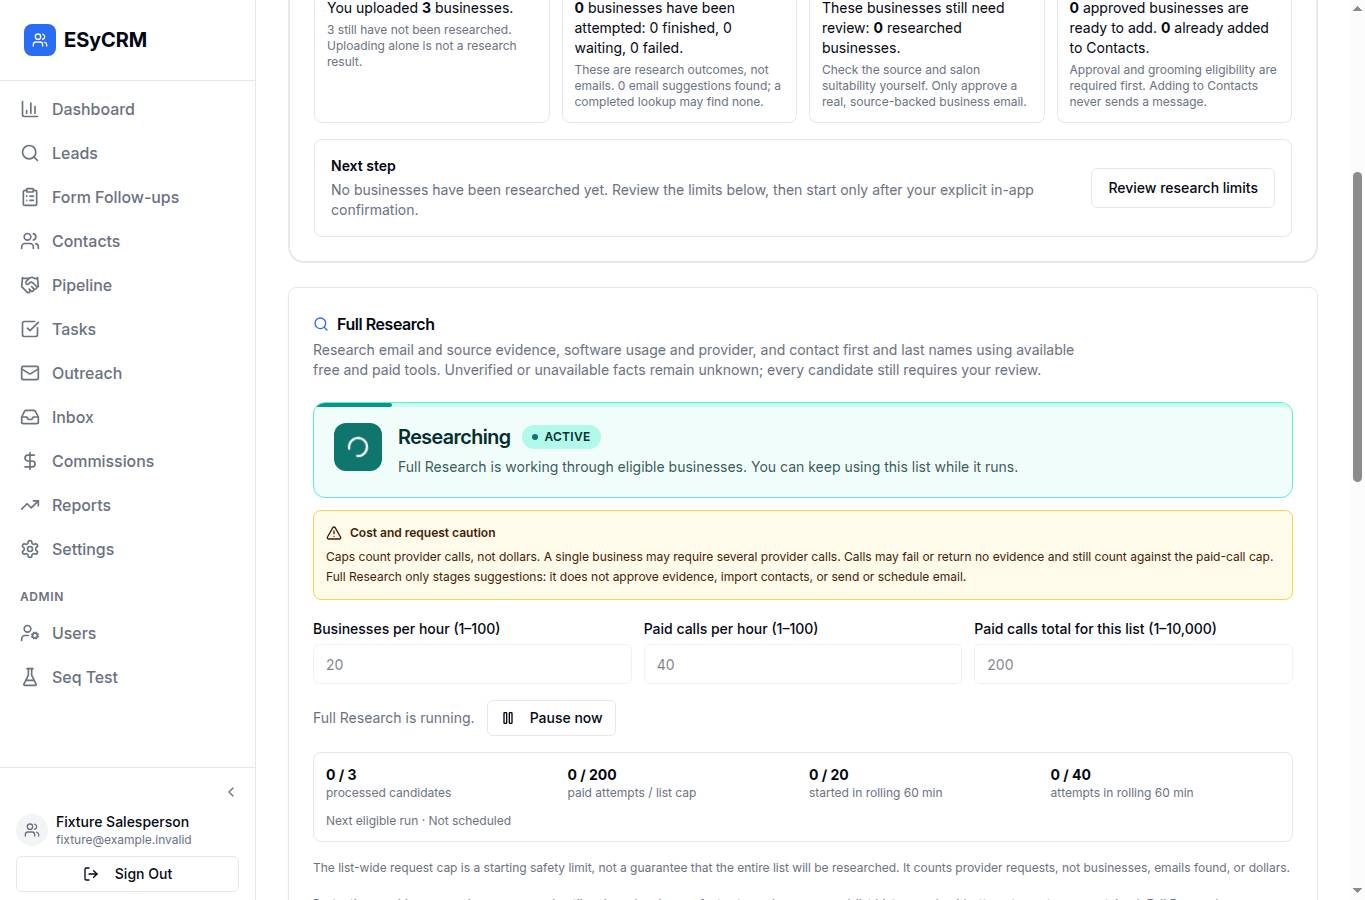 ESyCRM
Dashboard
Leads
Form Follow-ups
Contacts
Pipeline
Tasks
Outreach
Inbox
Commissions
Reports
Settings
ADMIN
Users
Seq Test
Fixture Salesperson
fixture@example.invalid
Sign Out
You uploaded 3 businesses.
3 still have not been researched.
Uploading alone is not a research
result.
0 businesses have been
attempted: 0 finished, 0
waiting, 0 failed.
These are research outcomes, not
emails. 0 email suggestions found; a
completed lookup may find none.
These businesses still need
review: 0 researched
businesses.
Check the source and salon
suitability yourself. Only approve a
real, source-backed business email.
0 approved businesses are
ready to add. 0 already added
to Contacts.
Approval and grooming eligibility are
required first. Adding to Contacts
never sends a message.
Next step
No businesses have been researched yet. Review the limits below, then start only after your explicit in-app
confirmation.
Review research limits
Full Research
Research email and source evidence, software usage and provider, and contact first and last names using available
free and paid tools. Unverified or unavailable facts remain unknown; every candidate still requires your review.
Researching
ACTIVE
Full Research is working through eligible businesses. You can keep using this list while it runs.
Cost and request caution
Caps count provider calls, not dollars. A single business may require several provider calls. Calls may fail or return no evidence and still count against the paid-call cap.
Full Research only stages suggestions: it does not approve evidence, import contacts, or send or schedule email.
Businesses per hour (1–100)
20
Paid calls per hour (1–100)
40
Paid calls total for this list (1–10,000)
200
Full Research is running.
Pause now
0 / 3
processed candidates
0 / 200
paid attempts / list cap
0 / 20
started in rolling 60 min
0 / 40
attempts in rolling 60 min
Next eligible run · Not scheduled
The list-wide request cap is a starting safety limit, not a guarantee that the entire list will be researched. It counts provider requests, not businesses, emails found, or dollars.